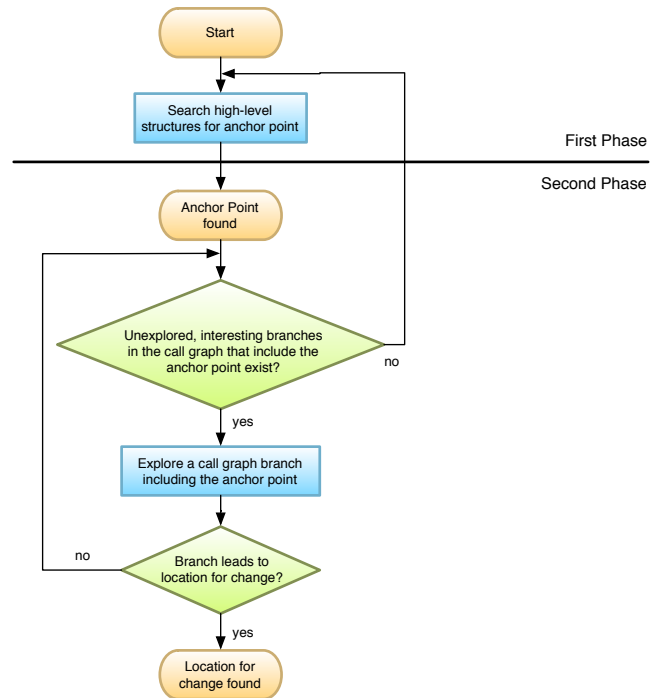 Start
Search high-level
structures for anchor point
First Phase
Second Phase
Anchor Point
found
Unexplored, interesting branches
in the call graph that include the
anchor point exist?
no
yes
Explore a call graph branch
including the anchor point
no
Branch leads to
location for change?
yes
Location for
change found